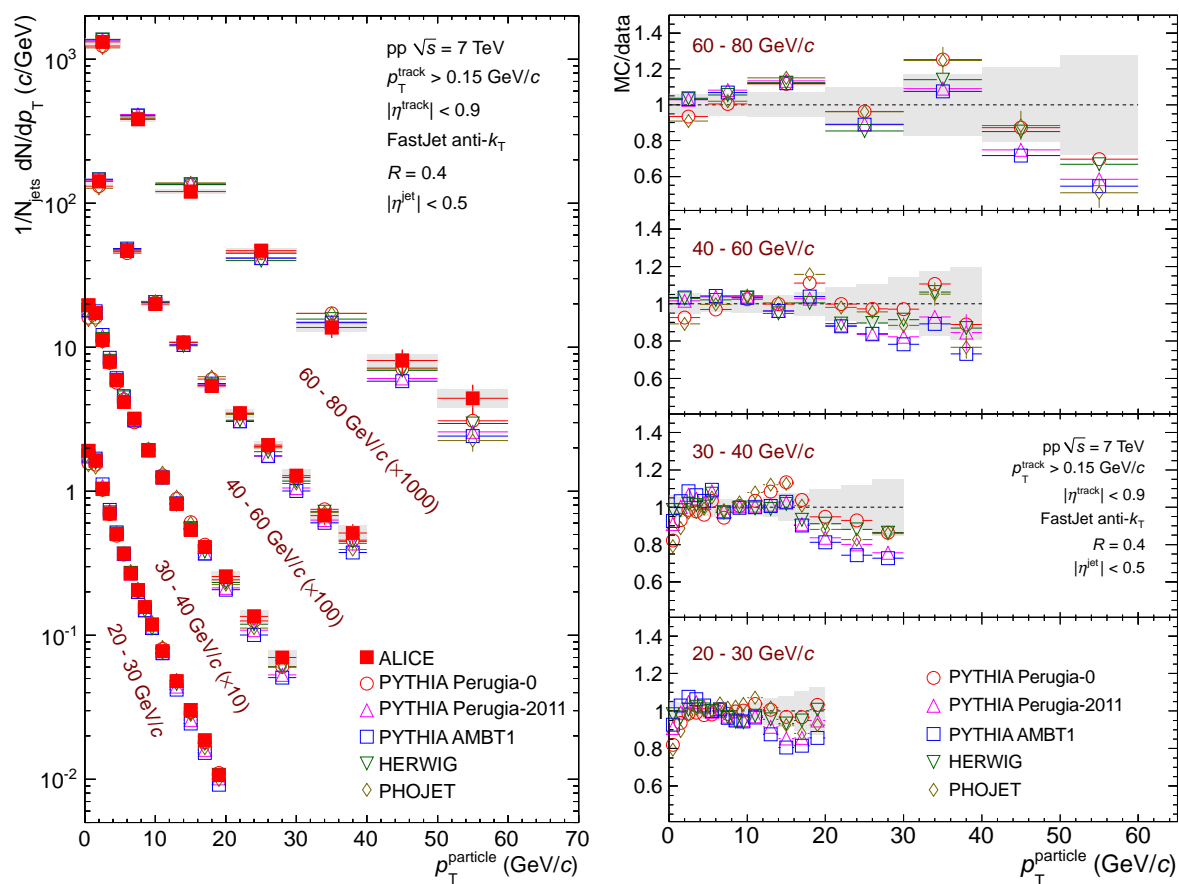 1/N_jets dN/dp_T (c/GeV)
10^3
10^2
10
1
10^-1
10^-2
pp √s = 7 TeV
p_T^track > 0.15 GeV/c
|η^track| < 0.9
FastJet anti-k_T
R = 0.4
|η^jet| < 0.5
60 - 80 GeV/c (×1000)
40 - 60 GeV/c (×100)
30 - 40 GeV/c (×10)
20 - 30 GeV/c
ALICE
PYTHIA Perugia-0
PYTHIA Perugia-2011
PYTHIA AMBT1
HERWIG
PHOJET
0 10 20 30 40 50 60 70
p_T^particle (GeV/c)
MC/data
60 - 80 GeV/c
1.4
1.2
1
0.8
0.6
40 - 60 GeV/c
1.4
1.2
1
0.8
0.6
30 - 40 GeV/c
1.4
1.2
1
0.8
0.6
pp √s = 7 TeV
p_T^track > 0.15 GeV/c
|η^track| < 0.9
FastJet anti-k_T
R = 0.4
|η^jet| < 0.5
20 - 30 GeV/c
1.4
1.2
1
0.8
0.6
PYTHIA Perugia-0
PYTHIA Perugia-2011
PYTHIA AMBT1
HERWIG
PHOJET
0 10 20 30 40 50 60
p_T^particle (GeV/c)